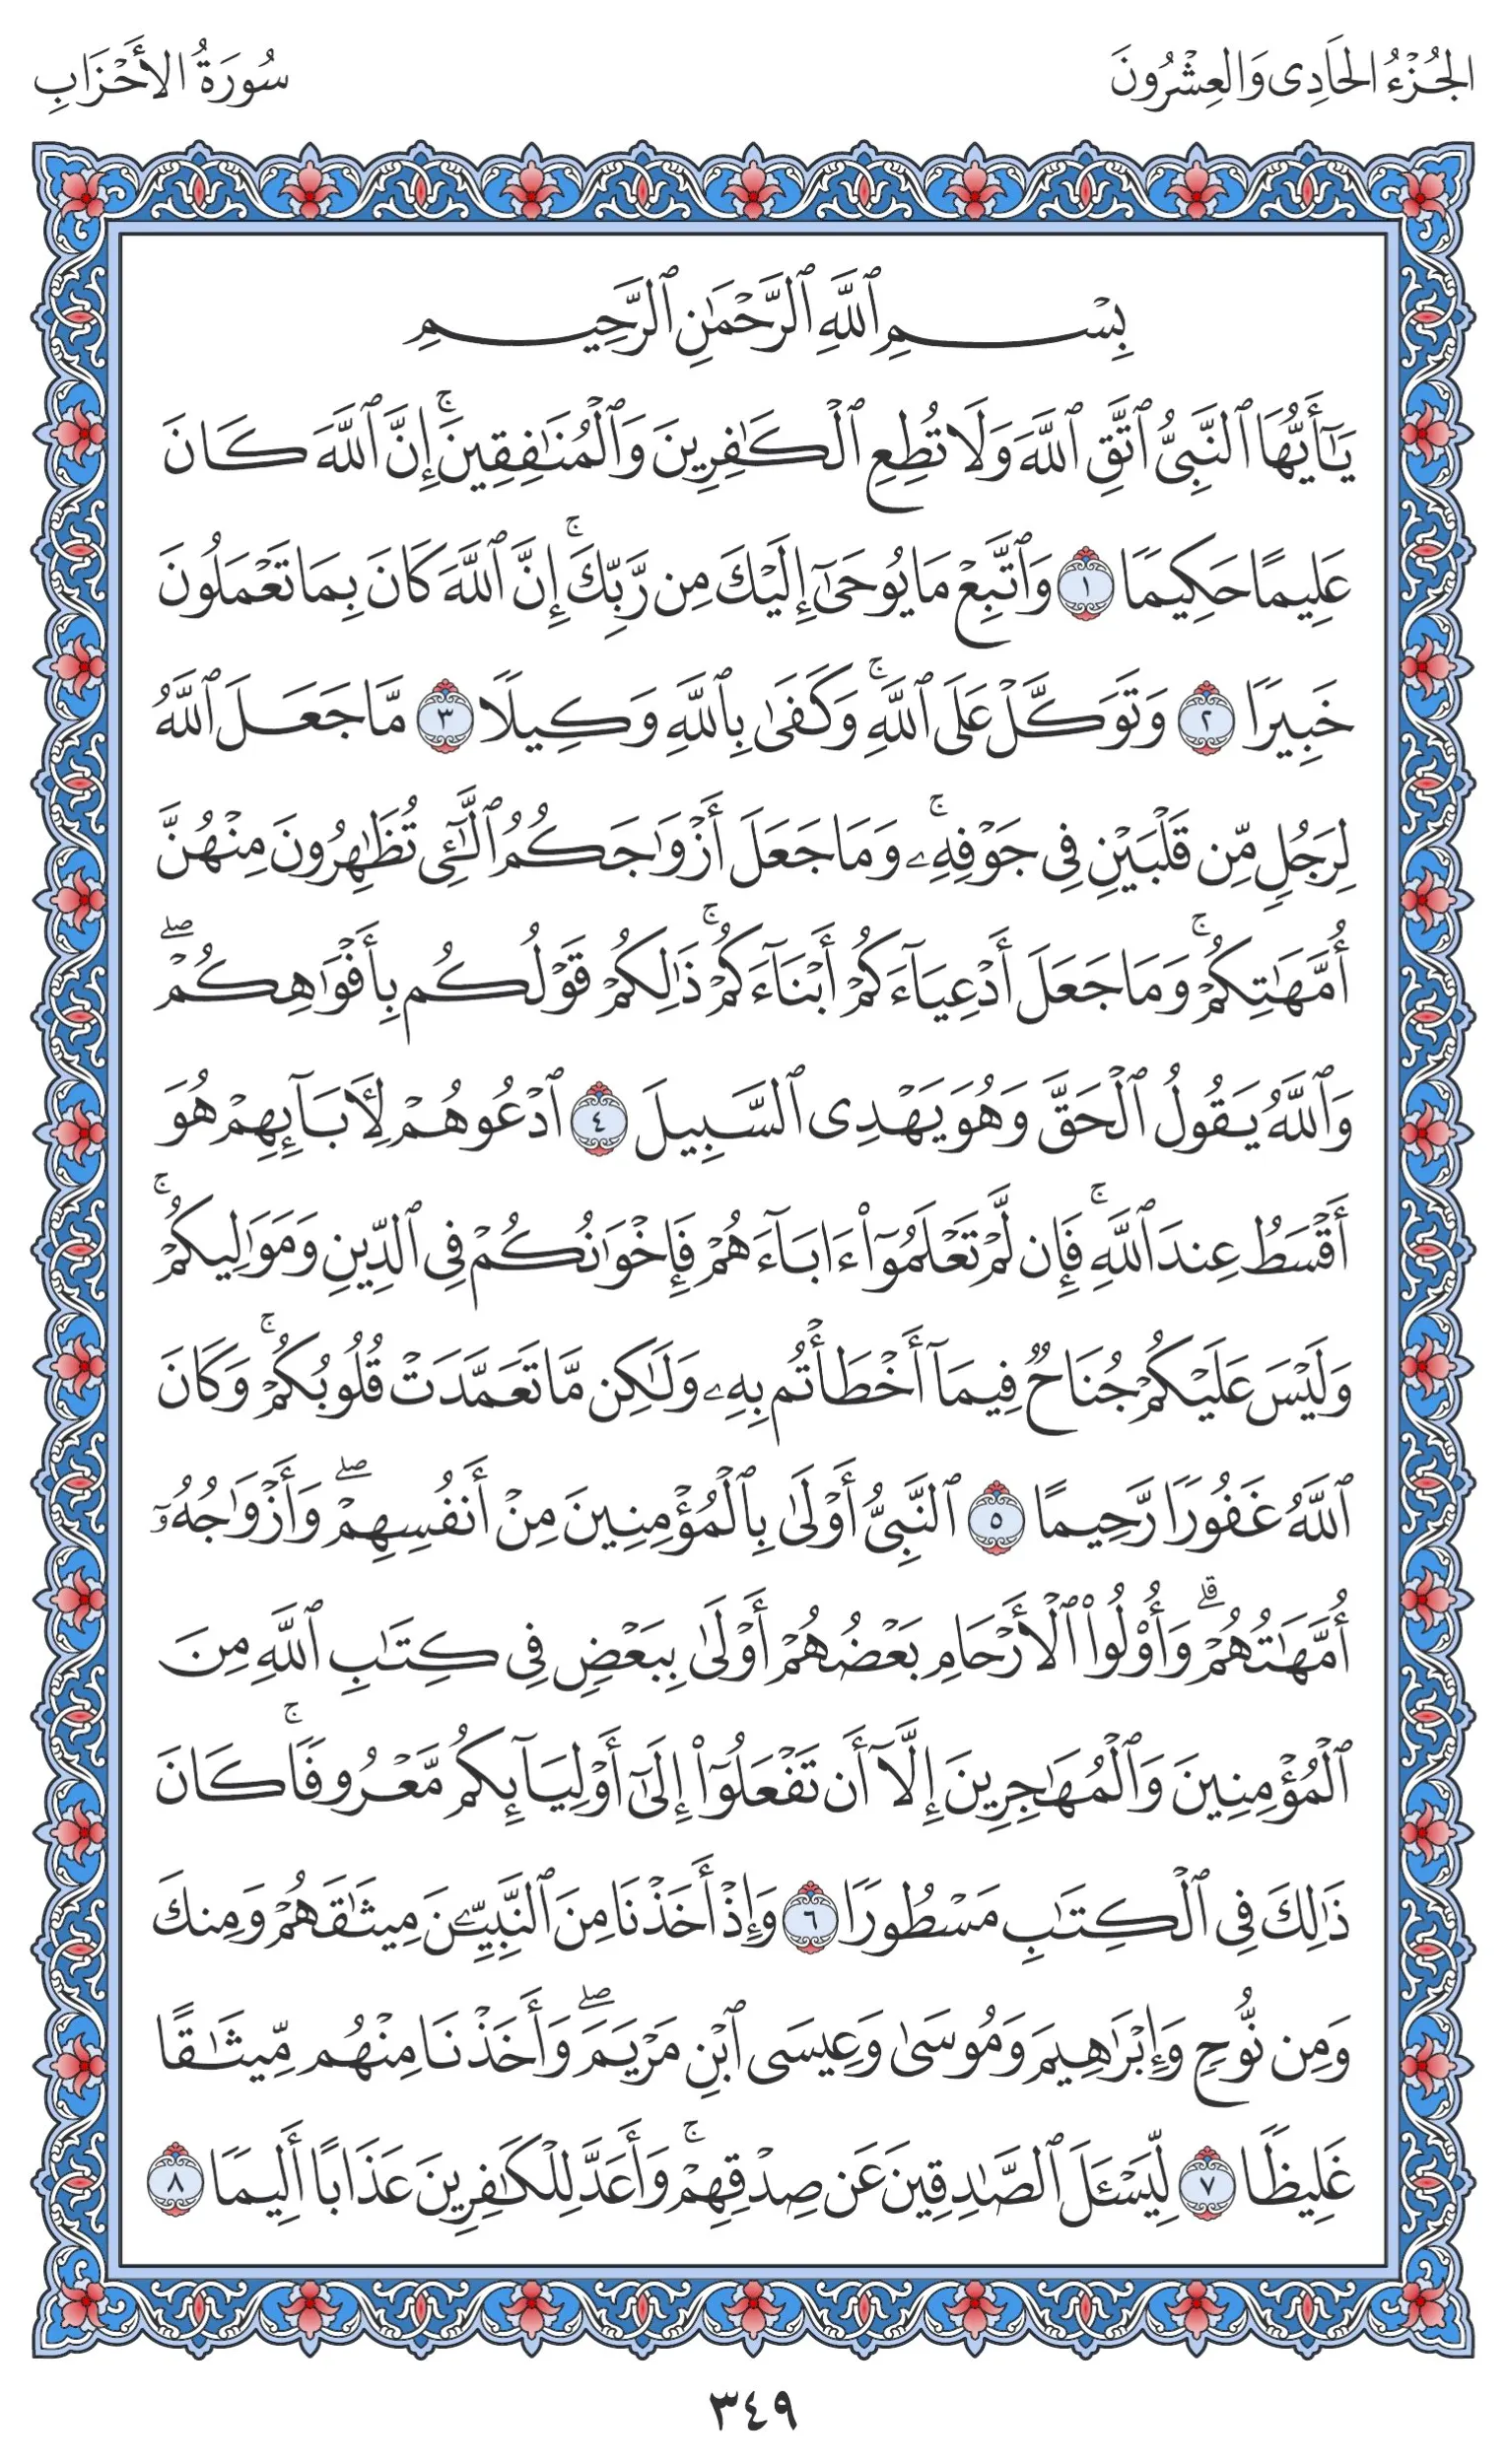 الجُزْءُ الحَادِى وَالعِشْرُونَ
سُورَةُ الأَحْزَابِ
بِسْمِ ٱللَّهِ ٱلرَّحْمَٰنِ ٱلرَّحِيمِ
يَٰٓأَيُّهَا ٱلنَّبِىُّ ٱتَّقِ ٱللَّهَ وَلَا تُطِعِ ٱلْكَٰفِرِينَ وَٱلْمُنَٰفِقِينَۚ إِنَّ ٱللَّهَ كَانَ
عَلِيمًا حَكِيمًا ١ وَٱتَّبِعْ مَا يُوحَىٰٓ إِلَيْكَ مِن رَّبِّكَۚ إِنَّ ٱللَّهَ كَانَ بِمَا تَعْمَلُونَ
خَبِيرًا ٢ وَتَوَكَّلْ عَلَى ٱللَّهِۚ وَكَفَىٰ بِٱللَّهِ وَكِيلًا ٣ مَّا جَعَلَ ٱللَّهُ
لِرَجُلٍ مِّن قَلْبَيْنِ فِى جَوْفِهِۦۚ وَمَا جَعَلَ أَزْوَٰجَكُمُ ٱلَّٰٓـِٔى تُظَٰهِرُونَ مِنْهُنَّ
أُمَّهَٰتِكُمْۚ وَمَا جَعَلَ أَدْعِيَآءَكُمْ أَبْنَآءَكُمْۚ ذَٰلِكُمْ قَوْلُكُم بِأَفْوَٰهِكُمْۖ
وَٱللَّهُ يَقُولُ ٱلْحَقَّ وَهُوَ يَهْدِى ٱلسَّبِيلَ ٤ ٱدْعُوهُمْ لِـَٔابَآئِهِمْ هُوَ
أَقْسَطُ عِندَ ٱللَّهِۚ فَإِن لَّمْ تَعْلَمُوٓا۟ ءَابَآءَهُمْ فَإِخْوَٰنُكُمْ فِى ٱلدِّينِ وَمَوَٰلِيكُمْۚ
وَلَيْسَ عَلَيْكُمْ جُنَاحٌ فِيمَآ أَخْطَأْتُم بِهِۦ وَلَٰكِن مَّا تَعَمَّدَتْ قُلُوبُكُمْۚ وَكَانَ
ٱللَّهُ غَفُورًا رَّحِيمًا ٥ ٱلنَّبِىُّ أَوْلَىٰ بِٱلْمُؤْمِنِينَ مِنْ أَنفُسِهِمْۖ وَأَزْوَٰجُهُۥٓ
أُمَّهَٰتُهُمْۗ وَأُو۟لُوا۟ ٱلْأَرْحَامِ بَعْضُهُمْ أَوْلَىٰ بِبَعْضٍ فِى كِتَٰبِ ٱللَّهِ مِنَ
ٱلْمُؤْمِنِينَ وَٱلْمُهَٰجِرِينَ إِلَّآ أَن تَفْعَلُوٓا۟ إِلَىٰٓ أَوْلِيَآئِكُم مَّعْرُوفًاۚ كَانَ
ذَٰلِكَ فِى ٱلْكِتَٰبِ مَسْطُورًا ٦ وَإِذْ أَخَذْنَا مِنَ ٱلنَّبِيِّـۧنَ مِيثَٰقَهُمْ وَمِنكَ
وَمِن نُّوحٍ وَإِبْرَٰهِيمَ وَمُوسَىٰ وَعِيسَى ٱبْنِ مَرْيَمَۖ وَأَخَذْنَا مِنْهُم مِّيثَٰقًا
غَلِيظًا ٧ لِّيَسْـَٔلَ ٱلصَّٰدِقِينَ عَن صِدْقِهِمْۚ وَأَعَدَّ لِلْكَٰفِرِينَ عَذَابًا أَلِيمًا ٨
٣٤٩